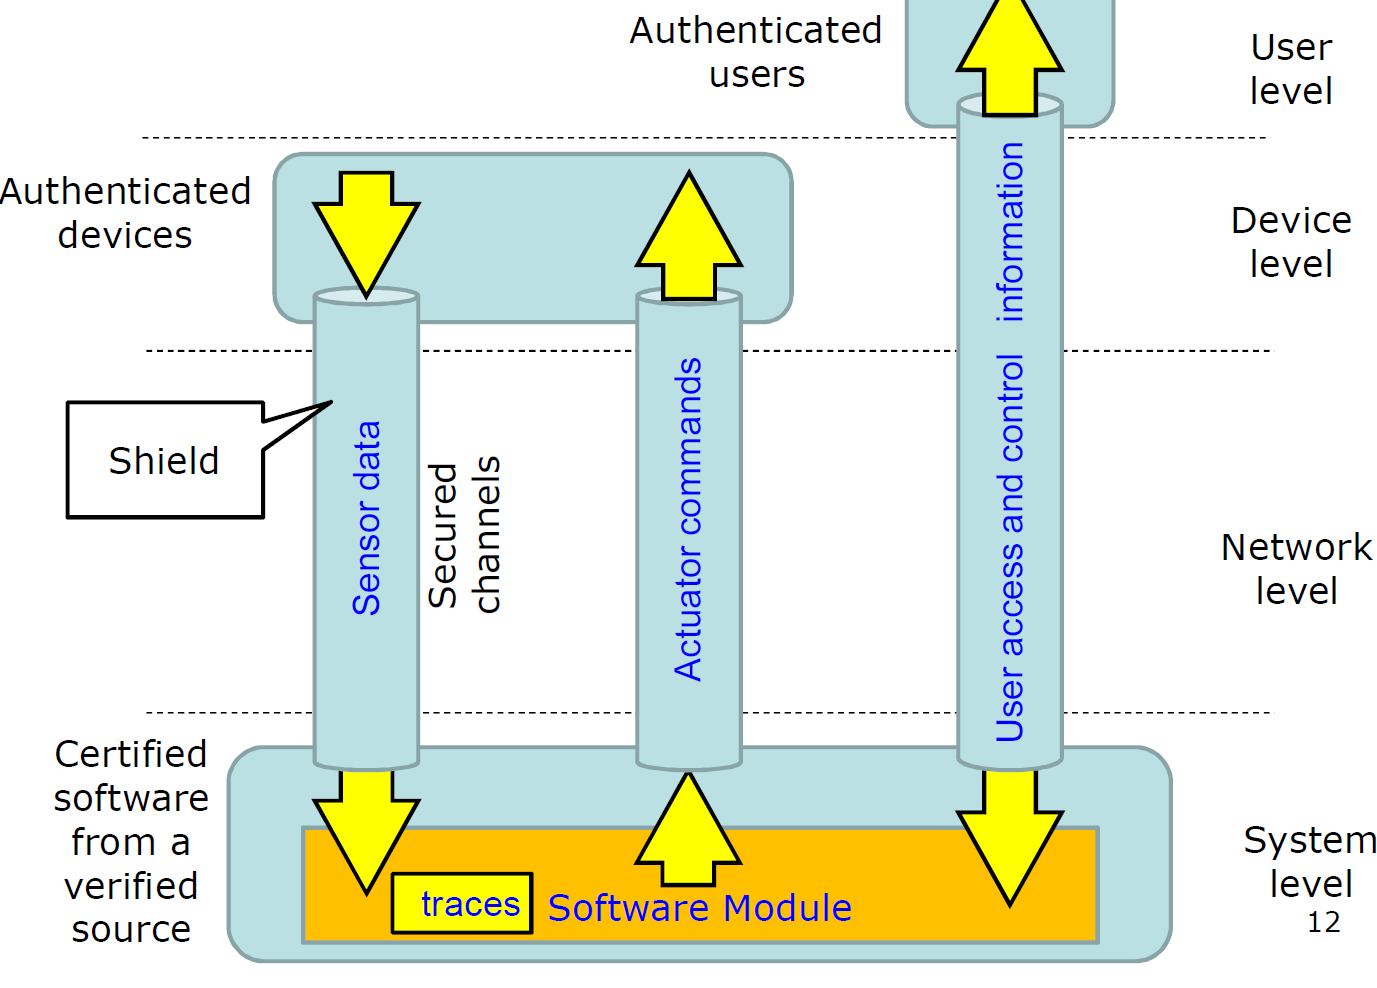 Authenticated
users
User
level
Authenticated
devices
Device
level
information
Shield
Sensor data
Secured
channels
Actuator commands
User access and control
Network
level
Certified
software
from a
verified
source
traces
Software Module
System
level
12